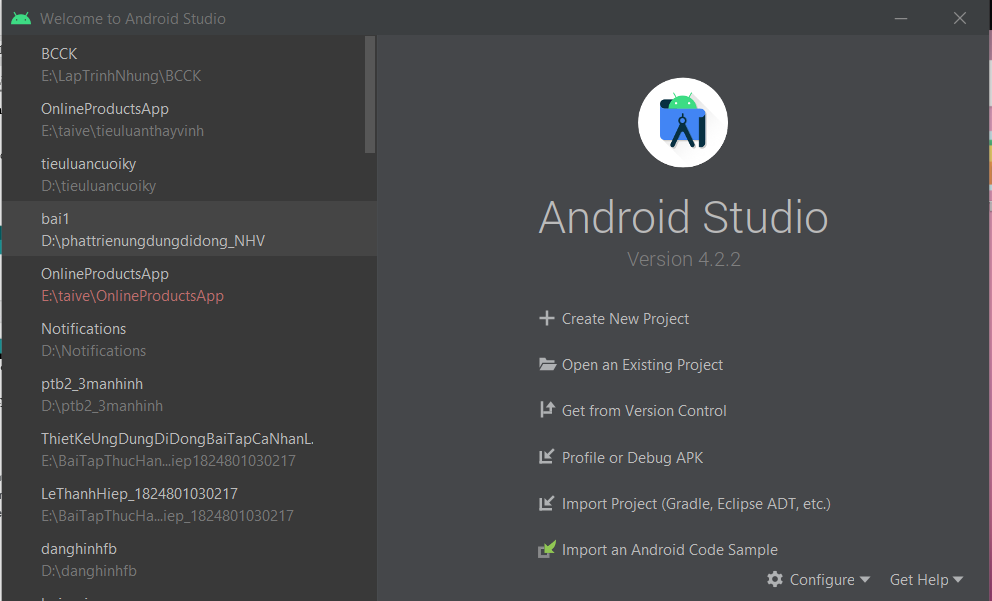 Welcome to Android Studio
BCCK
E:\LapTrinhNhung\BCCK
OnlineProductsApp
E:\taive\tieuluanthayvinh
tieuluancuoiky
D:\tieuluancuoiky
bai1
D:\phattrienungdungdidong_NHV
OnlineProductsApp
E:\taive\OnlineProductsApp
Notifications
D:\Notifications
ptb2_3manhinh
D:\ptb2_3manhinh
ThietKeUngDungDiDongBaiTapCaNhanL.
E:\BaiTapThucHan...iep1824801030217
LeThanhHiep_1824801030217
E:\BaiTapThucHa...iep_1824801030217
danghinhfb
D:\danghinhfb
Android Studio
Version 4.2.2
Create New Project
Open an Existing Project
Get from Version Control
Profile or Debug APK
Import Project (Gradle, Eclipse ADT, etc.)
Import an Android Code Sample
Configure
Get Help